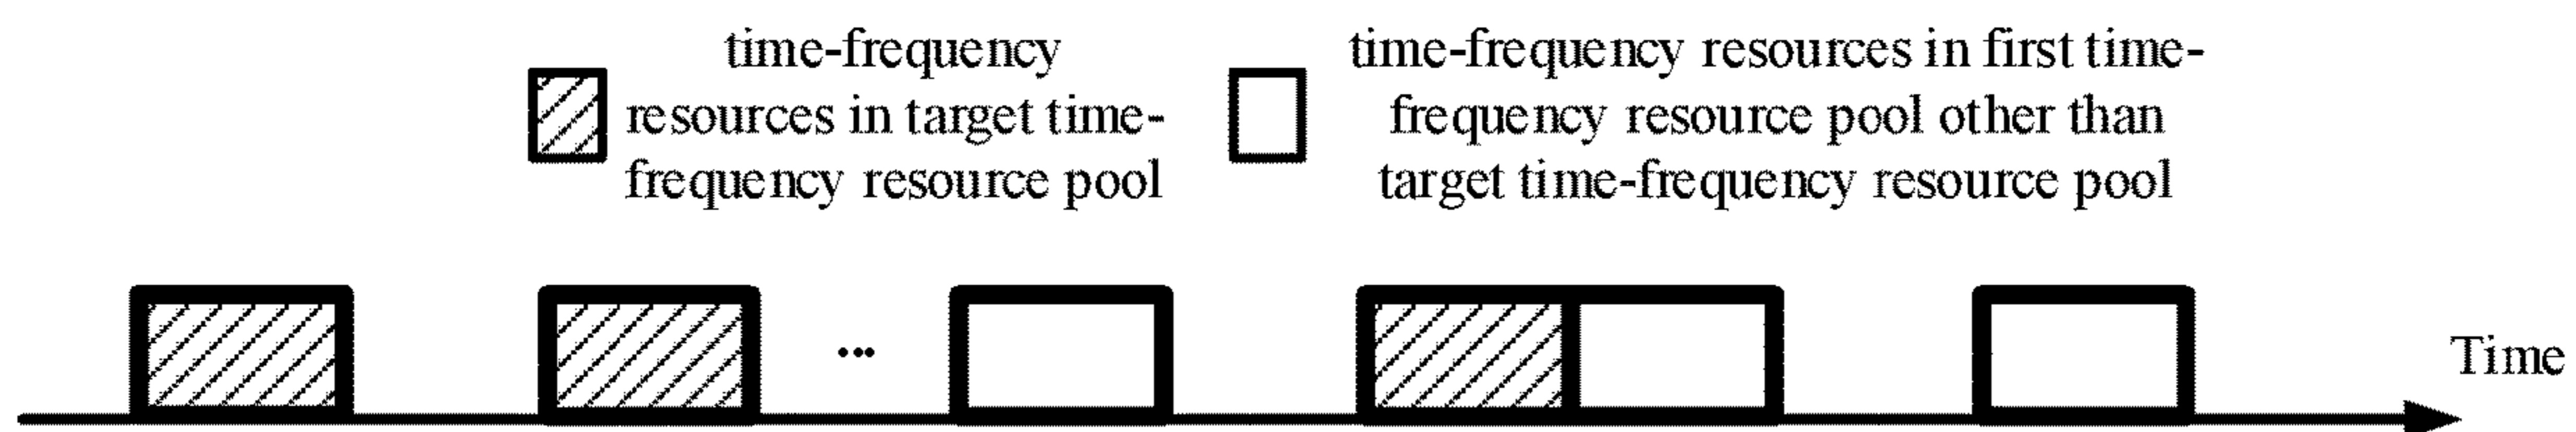 time-frequency
resources in target time-
frequency resource pool
time-frequency resources in first time-
frequency resource pool other than
target time-frequency resource pool
...
Time